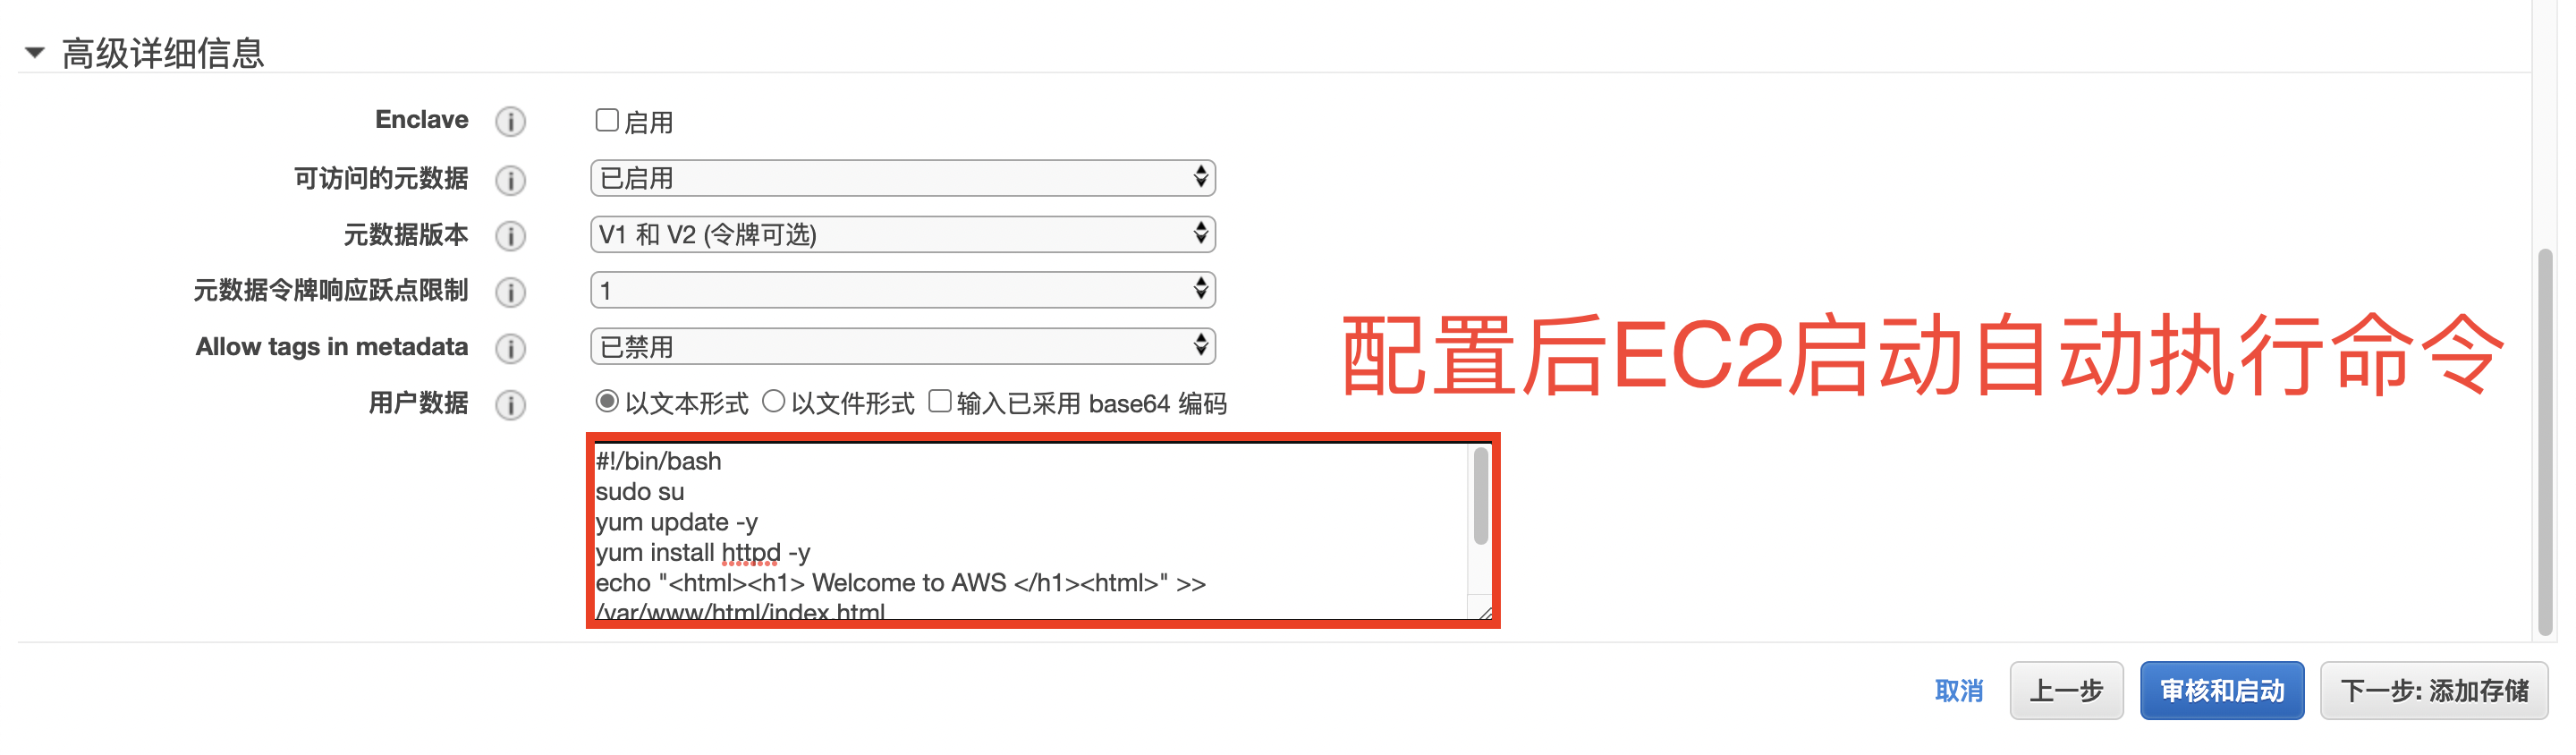 高级详细信息
Enclave 启用
可访问的元数据 已启用
元数据版本 V1 和 V2 (令牌可选)
元数据令牌响应跃点限制 1
Allow tags in metadata 已禁用
用户数据 以文本形式 以文件形式 输入已采用 base64 编码
配置后EC2启动自动执行命令
#!/bin/bash
sudo su
yum update -y
yum install httpd -y
echo "<html><h1> Welcome to AWS </h1><html>" >>
/var/www/html/index.html
取消 上一步 审核和启动 下一步: 添加存储